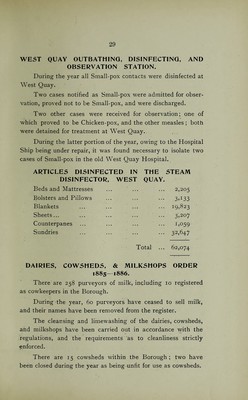 29
WEST QUAY OUTBATHING, DISINFECTING, AND
OBSERVATION STATION.
During the year all Small-pox contacts were disinfected at
West Quay.
Two cases notified as Small-pox were admitted for obser-
vation, proved not to be Small-pox, and were discharged.
Two other cases were received for observation; one of
which proved to be Chicken-pox, and the other measles; both
were detained for treatment at West Quay.
During the latter portion of the year, owing to the Hospital
Ship being under repair, it was found necessary to isolate two
cases of Small-pox in the old West Quay Hospital.
ARTICLES DISINFECTED IN THE STEAM
DISINFECTOR, WEST QUAY.
Beds and Mattresses ... ... ... 2,205
Bolsters and Pillows ... ... ... 3,133
Blankets ... ... ... 19,823
Sheets ... ... ... ... 3,207
Counterpanes ... ... ... ... 1,059
Sundries ... ... ... 32,647
Total ... 62,074
DAIRIES, COWSHEDS, & MILKSHOPS ORDER
1885—1886.
There are 258 purveyors of milk, including 10 registered
as cowkeepers in the Borough.
During the year, 60 purveyors have ceased to sell milk,
and their names have been removed from the register.
The cleansing and limewashing of the dairies, cowsheds,
and milkshops have been carried out in accordance with the
regulations, and the requirements as to cleanliness strictly
enforced.
There are 15 cowsheds within the Borough; two have
been closed during the year as being unfit for use as cowsheds.